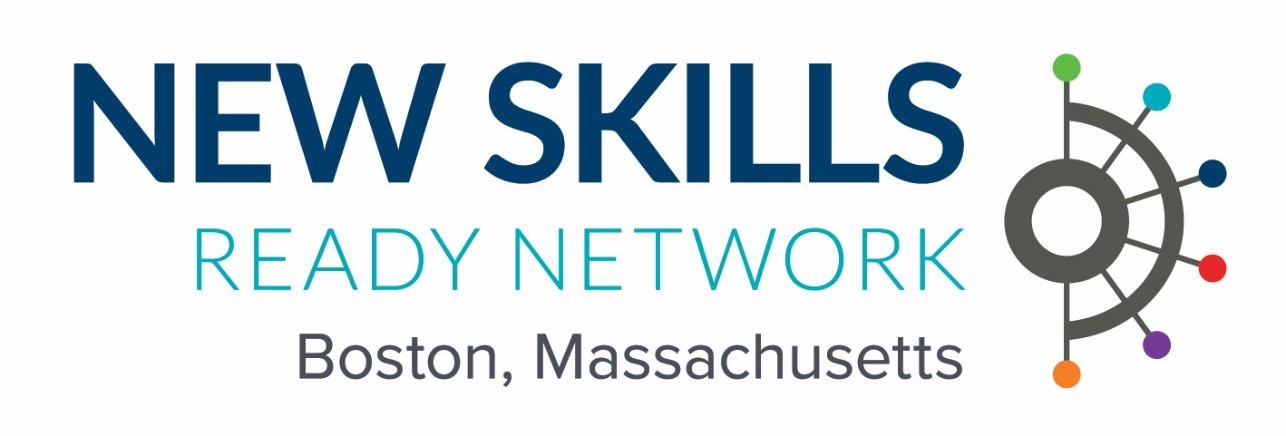 NEW SKILLS
READY NETWORK
Boston, Massachusetts